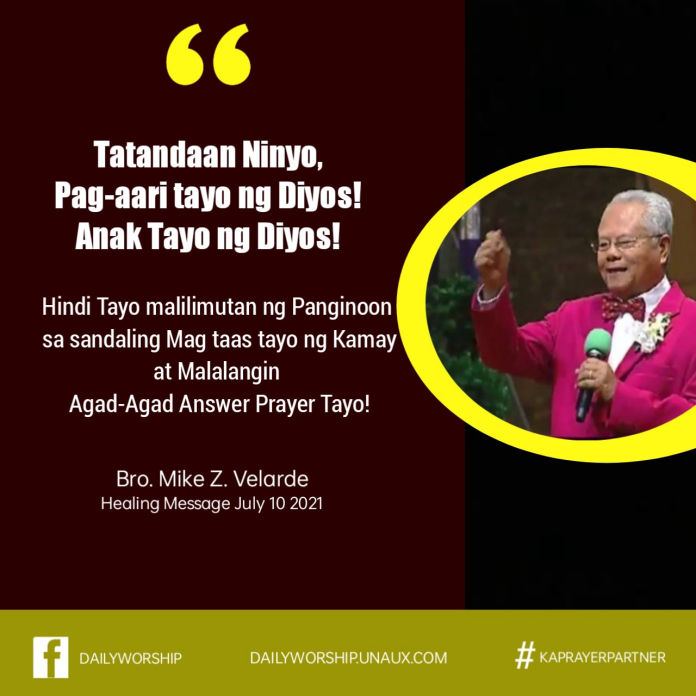 Tatandaan Ninyo,
Pag-aari tayo ng Diyos!
Anak Tayo ng Diyos!
Hindi Tayo malilimutan ng Panginoon
sa sandaling Mag taas tayo ng Kamay
at Malalangin
Agad-Agad Answer Prayer Tayo!
Bro. Mike Z. Velarde
Healing Message July 10 2021
DAILYWORSHIP
DAILYWORSHIP.UNAUX.COM
# KAPRAYERPARTNER